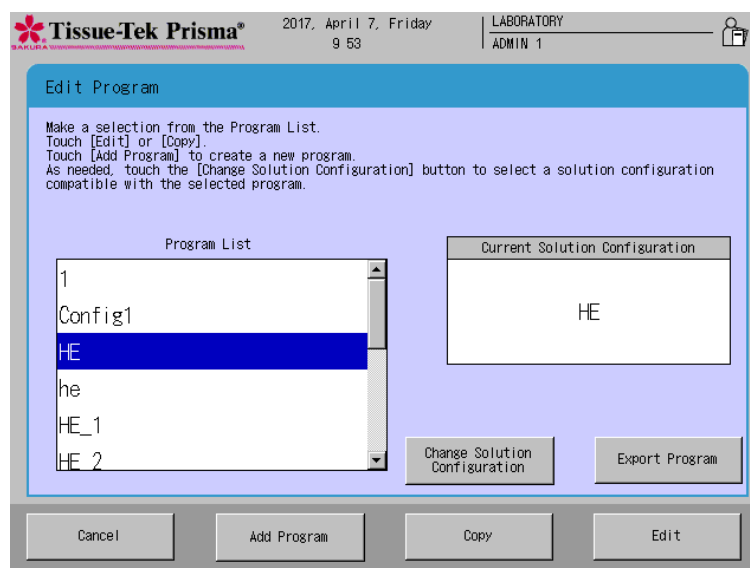 Tissue-Tek Prisma®
SAKURA
2017, April 7, Friday
9 53
LABORATORY
ADMIN 1
Edit Program
Make a selection from the Program List.
Touch [Edit] or [Copy].
Touch [Add Program] to create a new program.
As needed, touch the [Change Solution Configuration] button to select a solution configuration
compatible with the selected program.
Program List
1
Config1
HE
he
HE_1
HE_2
Current Solution Configuration
HE
Change Solution
Configuration
Export Program
Cancel
Add Program
Copy
Edit